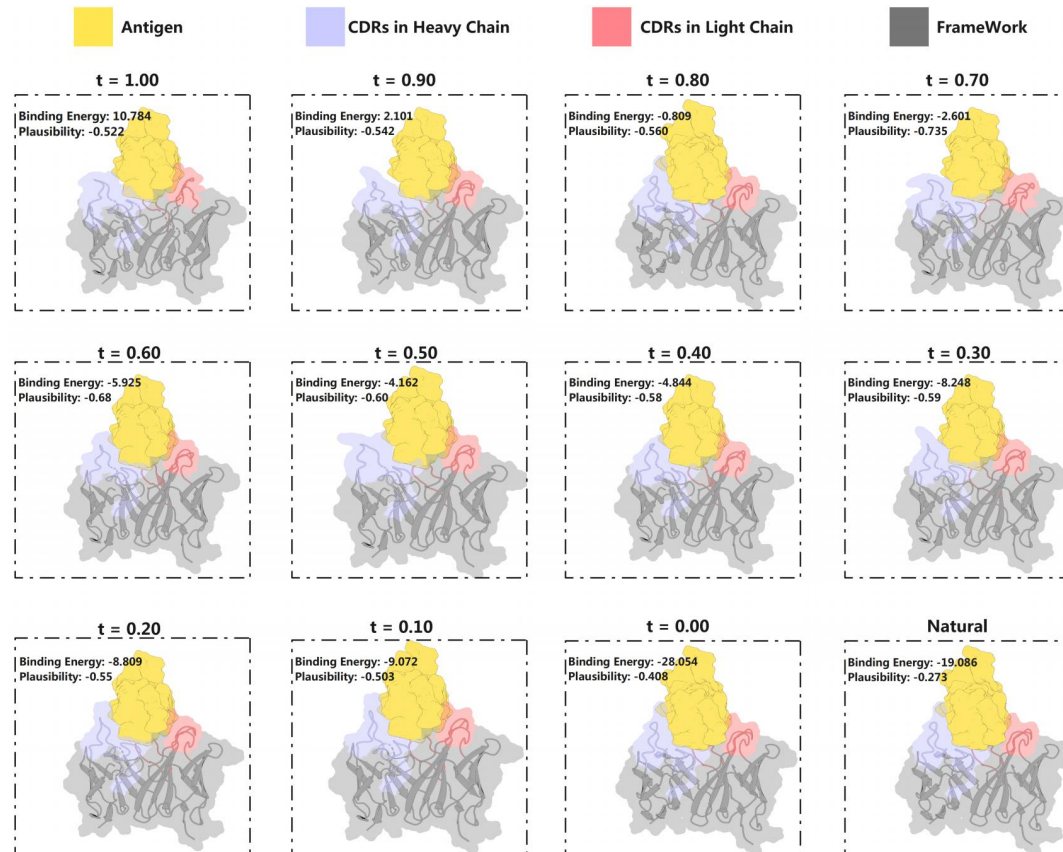 Antigen
CDRs in Heavy Chain
CDRs in Light Chain
FrameWork
t = 1.00
Binding Energy: 10.784
Plausibility: -0.522
t = 0.90
Binding Energy: 2.101
Plausibility: -0.542
t = 0.80
Binding Energy: -0.809
Plausibility: -0.560
t = 0.70
Binding Energy: -2.601
Plausibility: -0.735
t = 0.60
Binding Energy: -5.925
Plausibility: -0.68
t = 0.50
Binding Energy: -4.162
Plausibility: -0.60
t = 0.40
Binding Energy: -4.844
Plausibility: -0.58
t = 0.30
Binding Energy: -8.248
Plausibility: -0.59
t = 0.20
Binding Energy: -8.809
Plausibility: -0.55
t = 0.10
Binding Energy: -9.072
Plausibility: -0.503
t = 0.00
Binding Energy: -28.054
Plausibility: -0.408
Natural
Binding Energy: -19.086
Plausibility: -0.273